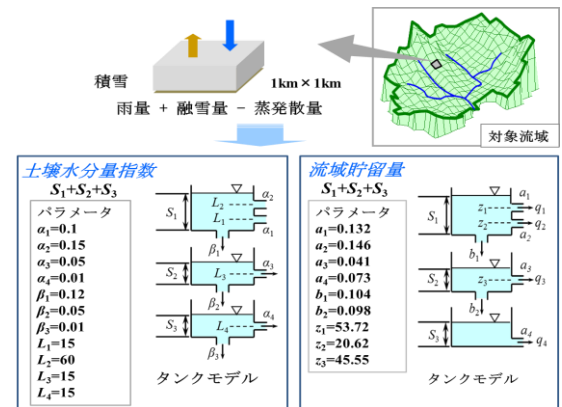 積雪
1km×1km
雨量 + 融雪量 － 蒸発散量
対象流域
土壌水分量指数
S1+S2+S3
パラメータ
α1=0.1
α2=0.15
α3=0.05
α4=0.01
β1=0.12
β2=0.05
β3=0.01
L1=15
L2=60
L3=15
L4=15
S1
L2
L1
α2
α1
β1
S2
L3
α3
β2
S3
L4
α4
β3
タンクモデル
流域貯留量
S1+S2+S3
パラメータ
a1=0.132
a2=0.146
a3=0.041
a4=0.073
b1=0.104
b2=0.098
z1=53.72
z2=20.62
z3=45.55
S1
z1
z2
a1
q1
q2
a2
b1
S2
z3
a3
q3
b2
S3
a4
q4
タンクモデル